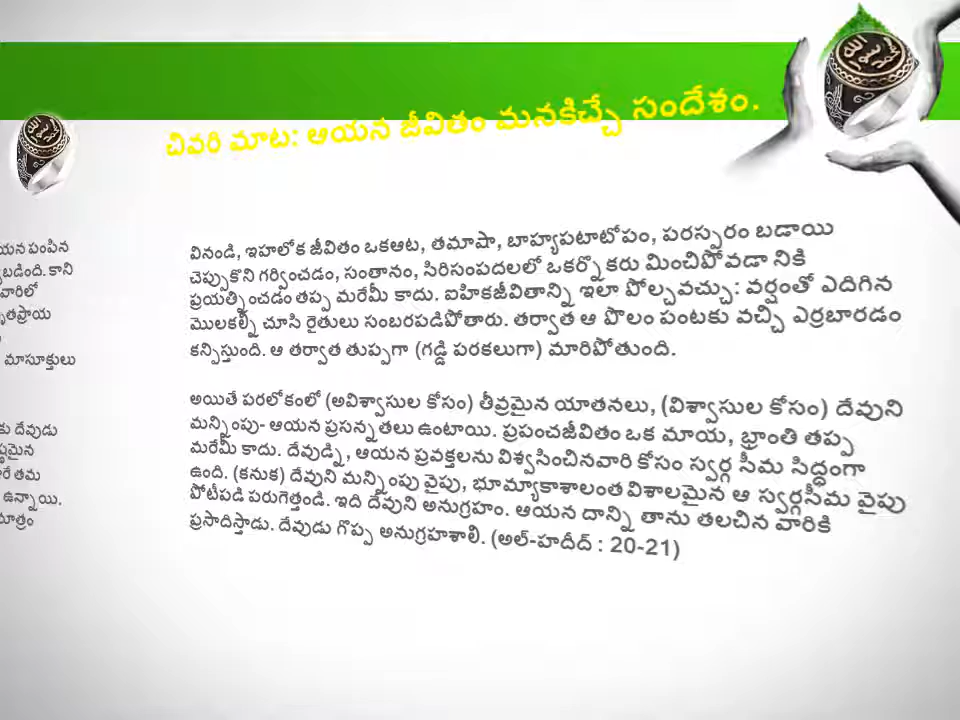 చివరి మాట: ఆయన జీవితం మనకిచ్చే సందేశం.
వినండి, ఇహలోక జీవితం ఒకఆట, తమాషా, బాహ్యపటాటోపం, పరస్పరం బడాయి
చెప్పుకొని గర్వించడం, సంతానం, సిరిసంపదలలో ఒకర్నొకరు మించిపోవడా నికి
ప్రయత్నించడం తప్ప మరేమీ కాదు. ఐహికజీవితాన్ని ఇలా పోల్చవచ్చు: వర్షంతో ఎదిగిన
మొలకల్ని చూసి రైతులు సంబరపడిపోతారు. తర్వాత ఆ పొలం పంటకు వచ్చి ఎర్రబారడం
కన్పిస్తుంది. ఆ తర్వాత తుప్పగా (గడ్డి పరకలుగా) మారిపోతుంది.
అయితే పరలోకంలో (అవిశ్వాసుల కోసం) తీవ్రమైన యాతనలు, (విశ్వాసుల కోసం) దేవుని
మన్నింపు- ఆయన ప్రసన్నతలు ఉంటాయి. ప్రపంచజీవితం ఒక మాయ, భ్రాంతి తప్ప
మరేమీ కాదు. దేవుడ్ని, ఆయన ప్రవక్తలను విశ్వసించినవారి కోసం స్వర్గ సీమ సిద్ధంగా
ఉంది. (కనుక) దేవుని మన్నింపు వైపు, భూమ్యాకాశాలంత విశాలమైన ఆ స్వర్గసీమ వైపు
పోటీపడి పరుగెత్తండి. ఇది దేవుని అనుగ్రహం. ఆయన దాన్ని తాను తలచిన వారికి
ప్రసాదిస్తాడు. దేవుడు గొప్ప అనుగ్రహశాలి. (అల్-హదీద్ : 20-21)
పంపిన
కాని
వారిలో
మాసూక్తులు
దేవుడు
తమ
ఉన్నాయి.